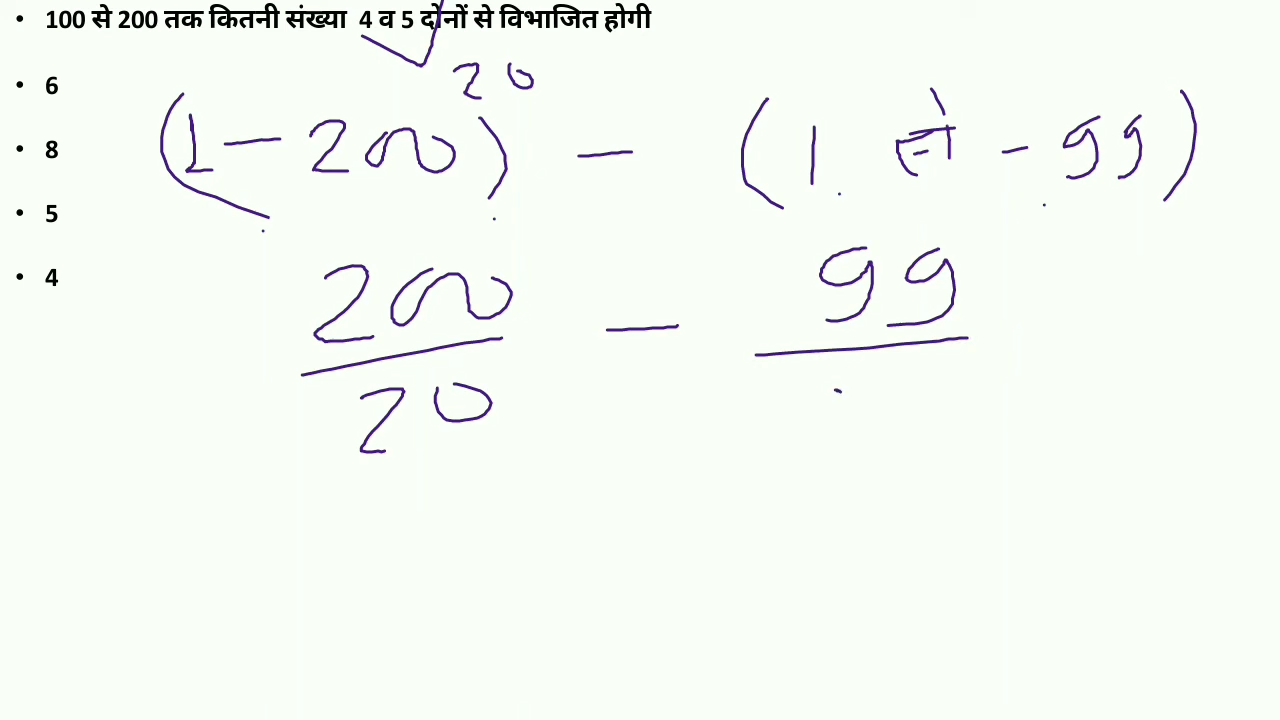 • 100 से 200 तक कितनी संख्या 4 व 5 दोनों से विभाजित होगी
20
• 6
• 8
(1 - 200) - (1 से - 99)
• 5
• 4
200 - 99
20